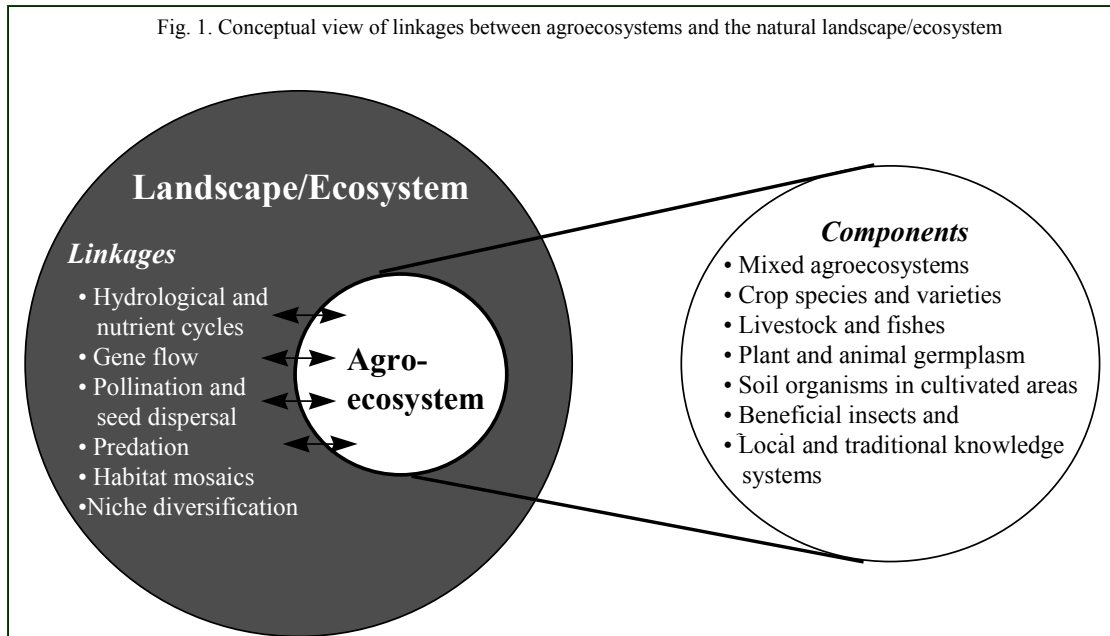 Fig. 1. Conceptual view of linkages between agroecosystems and the natural landscape/ecosystem
Landscape/Ecosystem
Linkages
• Hydrological and
nutrient cycles
• Gene flow
• Pollination and
seed dispersal
• Predation
• Habitat mosaics
•Niche diversification
Agro-
ecosystem
Components
• Mixed agroecosystems
• Crop species and varieties
• Livestock and fishes
• Plant and animal germplasm
• Soil organisms in cultivated areas
• Beneficial insects and
• Local and traditional knowledge
systems